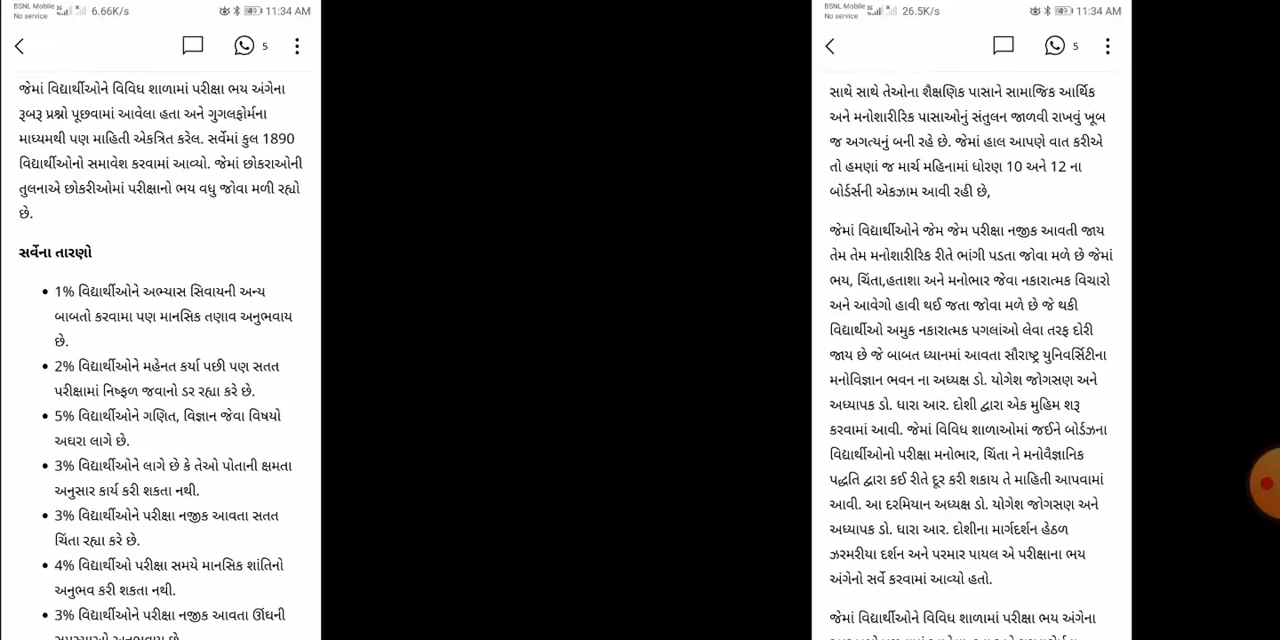 BSNL Mobile
No service
6.66K/s
49
11:34 AM
5
જેમાં વિદ્યાર્થીઓને વિવિધ શાળામાં પરીક્ષા ભય અંગેના
રૂબરૂ પ્રશ્નો પૂછવામાં આવેલા હતા અને ગુગલફોર્મના
માધ્યમથી પણ માહિતી એકત્રિત કરેલ. સર્વેમાં કુલ 1890
વિદ્યાર્થીઓનો સમાવેશ કરવામાં આવ્યો. જેમાં છોકરાઓની
તુલનાએ છોકરીઓમાં પરીક્ષાનો ભય વધુ જોવા મળી રહ્યો
છે.
સર્વેના તારણો
• 1% વિદ્યાર્થીઓને અભ્યાસ સિવાયની અન્ય
બાબતો કરવામા પણ માનસિક તણાવ અનુભવાય
છે.
• 2% વિદ્યાર્થીઓને મહેનત કર્યા પછી પણ સતત
પરીક્ષામાં નિષ્ફળ જવાનો ડર રહ્યા કરે છે.
• 5% વિદ્યાર્થીઓને ગણિત, વિજ્ઞાન જેવા વિષયો
અઘરા લાગે છે.
• 3% વિદ્યાર્થીઓને લાગે છે કે તેઓ પોતાની ક્ષમતા
અનુસાર કાર્ય કરી શકતા નથી.
• 3% વિદ્યાર્થીઓને પરીક્ષા નજીક આવતા સતત
ચિંતા રહ્યા કરે છે.
• 4% વિદ્યાર્થીઓ પરીક્ષા સમયે માનસિક શાંતિનો
અનુભવ કરી શકતા નથી.
• 3% વિદ્યાર્થીઓને પરીક્ષા નજીક આવતા ઊંઘની
BSNL Mobile
No service
26.5K/s
49
11:34 AM
5
સાથે સાથે તેઓના શૈક્ષણિક પાસાને સામાજિક આર્થિક
અને મનોશારીરિક પાસાઓનું સંતુલન જાળવી રાખવું ખૂબ
જ અગત્યનું બની રહે છે. જેમાં હાલ આપણે વાત કરીએ
તો હમણાં જ માર્ચ મહિનામાં ધોરણ 10 અને 12 ના
બોર્ડર્સની એકઝામ આવી રહી છે,
જેમાં વિદ્યાર્થીઓને જેમ જેમ પરીક્ષા નજીક આવતી જાય
તેમ તેમ મનોશારીરિક રીતે ભાંગી પડતા જોવા મળે છે જેમાં
ભય, ચિંતા,હતાશા અને મનોભાર જેવા નકારાત્મક વિચારો
અને આવેગો હાવી થઈ જતા જોવા મળે છે જે થકી
વિદ્યાર્થીઓ અમુક નકારાત્મક પગલાંઓ લેવા તરફ દોરી
જાય છે જે બાબત ધ્યાનમાં આવતા સૌરાષ્ટ્ર યુનિવર્સિટીના
મનોવિજ્ઞાન ભવન ના અધ્યક્ષ ડો. યોગેશ જોગસણ અને
અધ્યાપક ડો. ધારા આર. દોશી દ્વારા એક મુહિમ શરૂ
કરવામાં આવી. જેમાં વિવિધ શાળાઓમાં જઈને બોર્ડઝના
વિદ્યાર્થીઓનો પરીક્ષા મનોભાર, ચિંતા ને મનોવૈજ્ઞાનિક
પદ્ધતિ દ્વારા કઈ રીતે દૂર કરી શકાય તે માહિતી આપવામાં
આવી. આ દરમિયાન અધ્યક્ષ ડો. યોગેશ જોગસણ અને
અધ્યાપક ડો. ધારા આર. દોશીના માર્ગદર્શન હેઠળ
ઝરમરીયા દર્શન અને પરમાર પાયલ એ પરીક્ષાના ભય
અંગેનો સર્વે કરવામાં આવ્યો હતો.
જેમાં વિદ્યાર્થીઓને વિવિધ શાળામાં પરીક્ષા ભય અંગેના